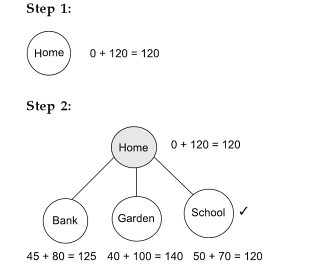 Step 1:
Home 0 + 120 = 120
Step 2:
Home 0 + 120 = 120
Bank Garden School ✓
45 + 80 = 125 40 + 100 = 140 50 + 70 = 120